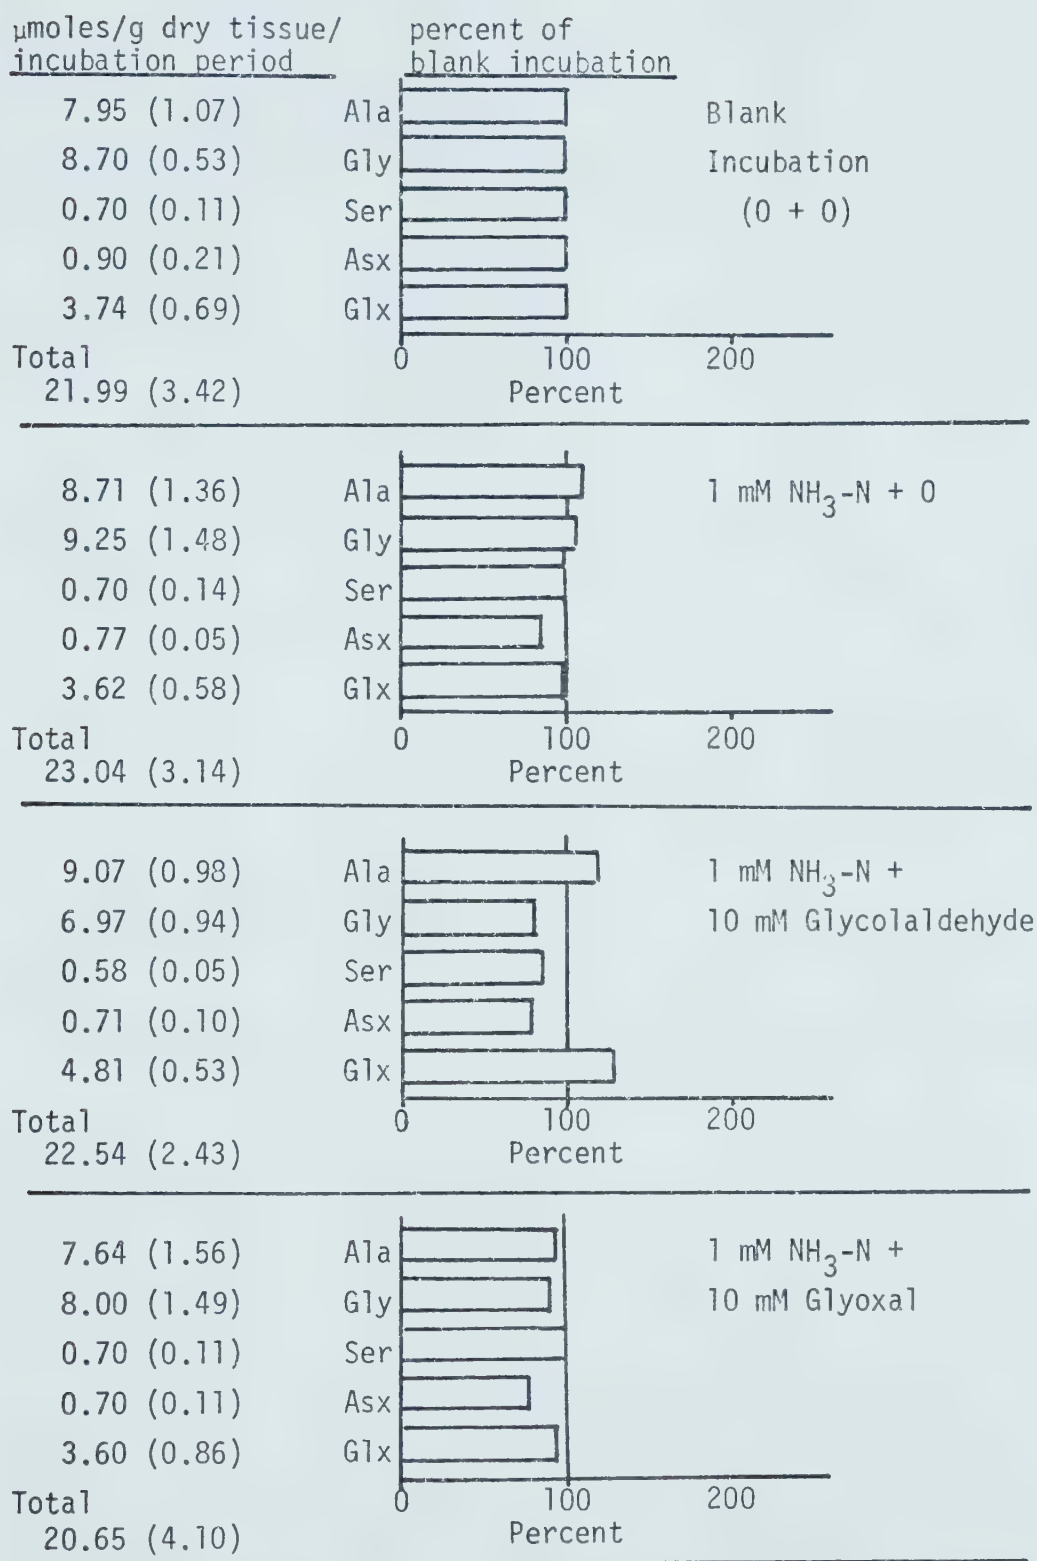 µmoles/g dry tissue/ percent of
incubation period blank incubation
7.95 (1.07) Ala Blank
8.70 (0.53) Gly Incubation
0.70 (0.11) Ser (0 + 0)
0.90 (0.21) Asx
3.74 (0.69) Glx
Total 0 100 200
21.99 (3.42) Percent
8.71 (1.36) Ala 1 mM NH3-N + 0
9.25 (1.48) Gly
0.70 (0.14) Ser
0.77 (0.05) Asx
3.62 (0.58) Glx
Total 0 100 200
23.04 (3.14) Percent
9.07 (0.98) Ala 1 mM NH3-N +
6.97 (0.94) Gly 10 mM Glycolaldehyde
0.58 (0.05) Ser
0.71 (0.10) Asx
4.81 (0.53) Glx
Total 0 100 200
22.54 (2.43) Percent
7.64 (1.56) Ala 1 mM NH3-N +
8.00 (1.49) Gly 10 mM Glyoxal
0.70 (0.11) Ser
0.70 (0.11) Asx
3.60 (0.86) Glx
Total 0 100 200
20.65 (4.10) Percent